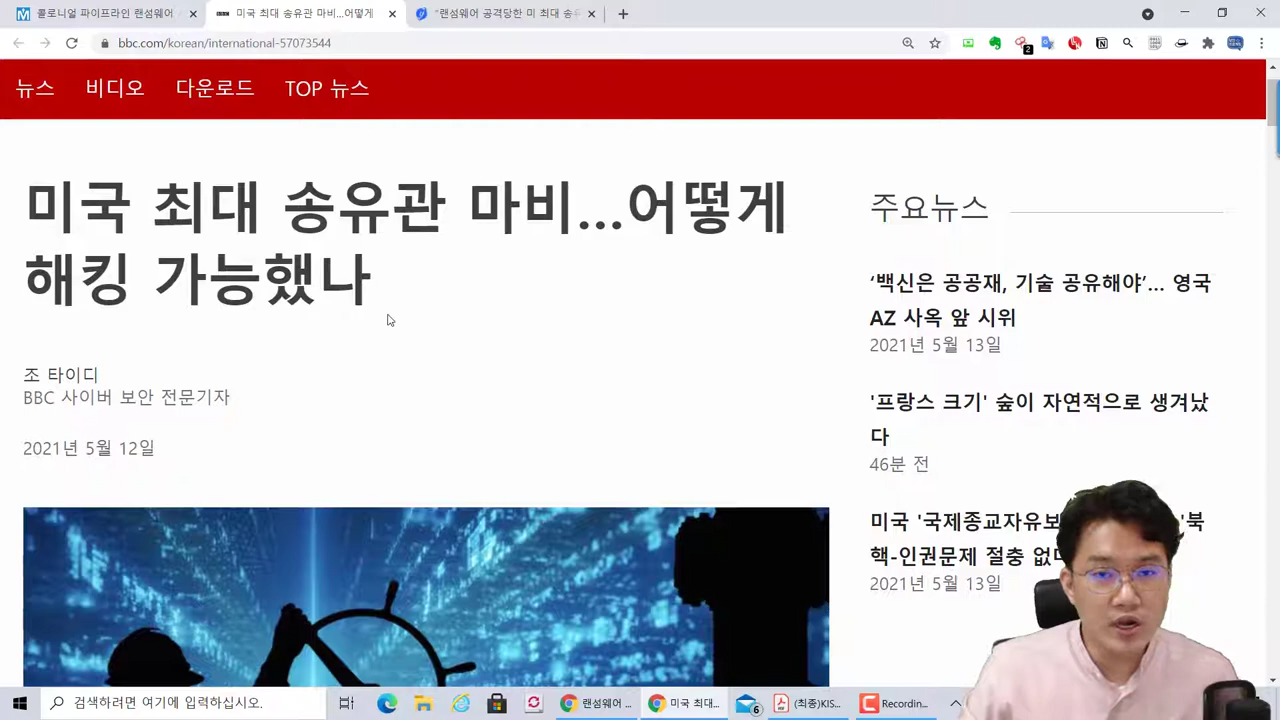 콜로니얼 파이프라인 랜섬웨어
미국 최대 송유관 마비...어떻게
"랜섬웨어 공격당한 미 최대 송유
bbc.com/korean/international-57073544
2
뉴스 비디오 다운로드 TOP 뉴스
미국 최대 송유관 마비...어떻게
해킹 가능했나
조 타이디
BBC 사이버 보안 전문기자
2021년 5월 12일
주요뉴스
‘백신은 공공재, 기술 공유해야’... 영국
AZ 사옥 앞 시위
2021년 5월 13일
'프랑스 크기' 숲이 자연적으로 생겨났
다
46분 전
미국 '국제종교자유보 '북
핵-인권문제 절충 없
2021년 5월 13일
검색하려면 여기에 입력하십시오.
랜섬웨어 ...
미국 최대...
6
(최종)KIS...
Recordin...